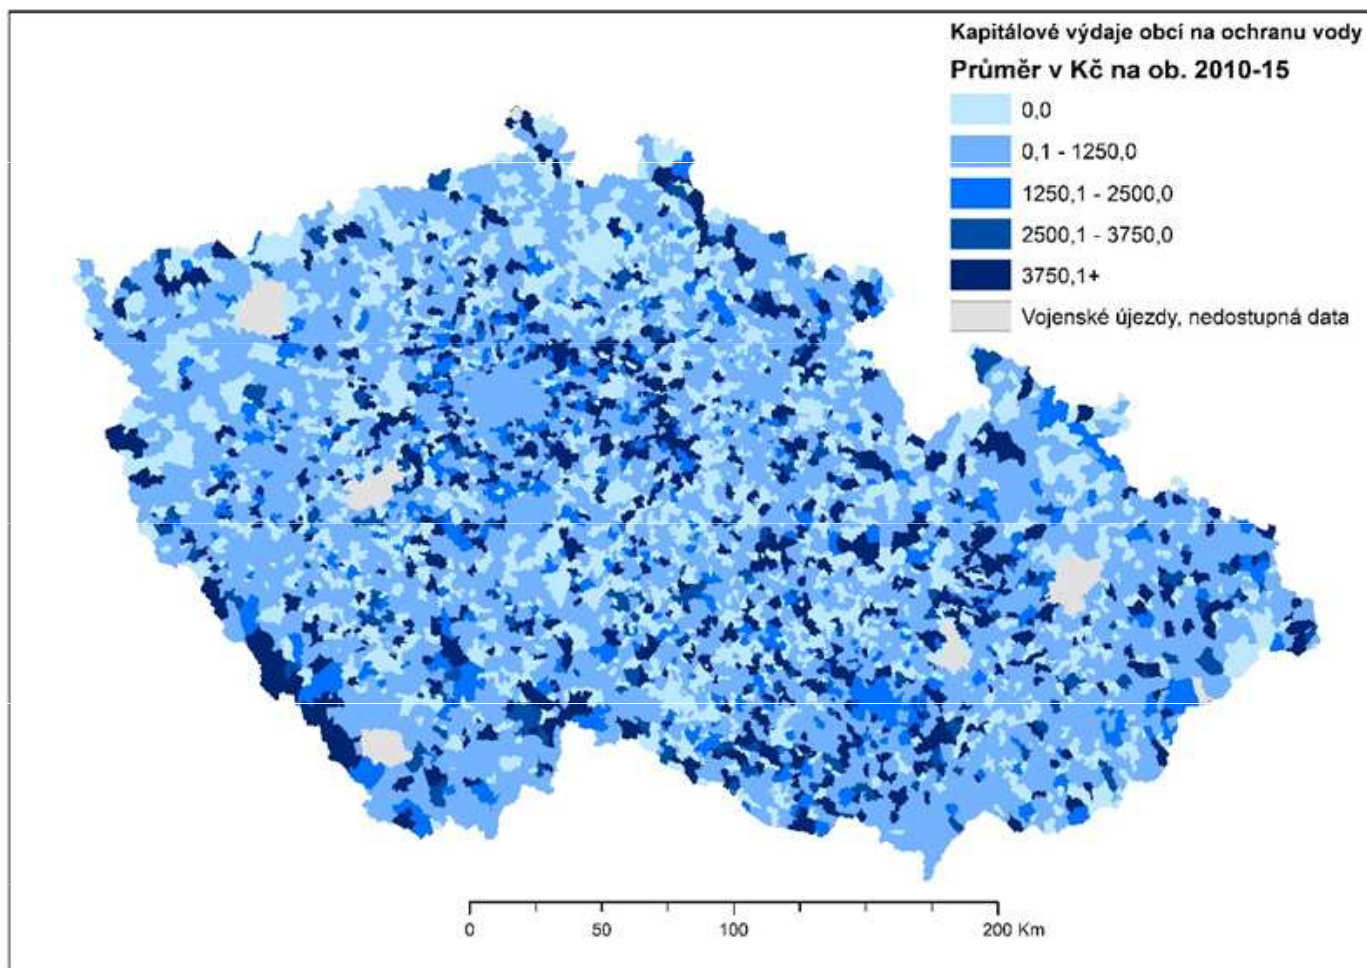 Kapitálové výdaje obcí na ochranu vody
Průměr v Kč na ob. 2010-15
0,0
0,1 - 1250,0
1250,1 - 2500,0
2500,1 - 3750,0
3750,1+
Vojenské újezdy, nedostupná data
0 50 100 200 Km